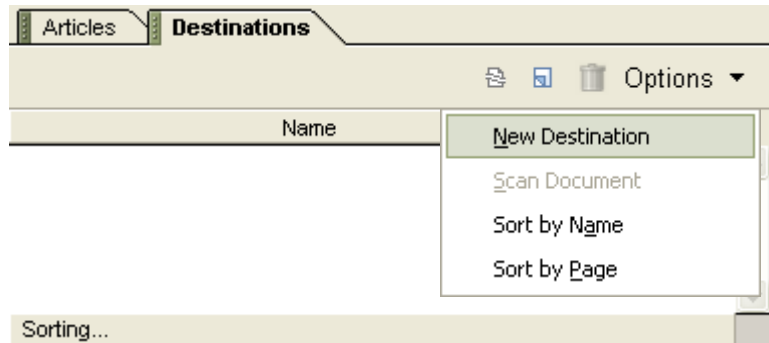 Articles Destinations
Options
Name
New Destination
Scan Document
Sort by Name
Sort by Page
Sorting...